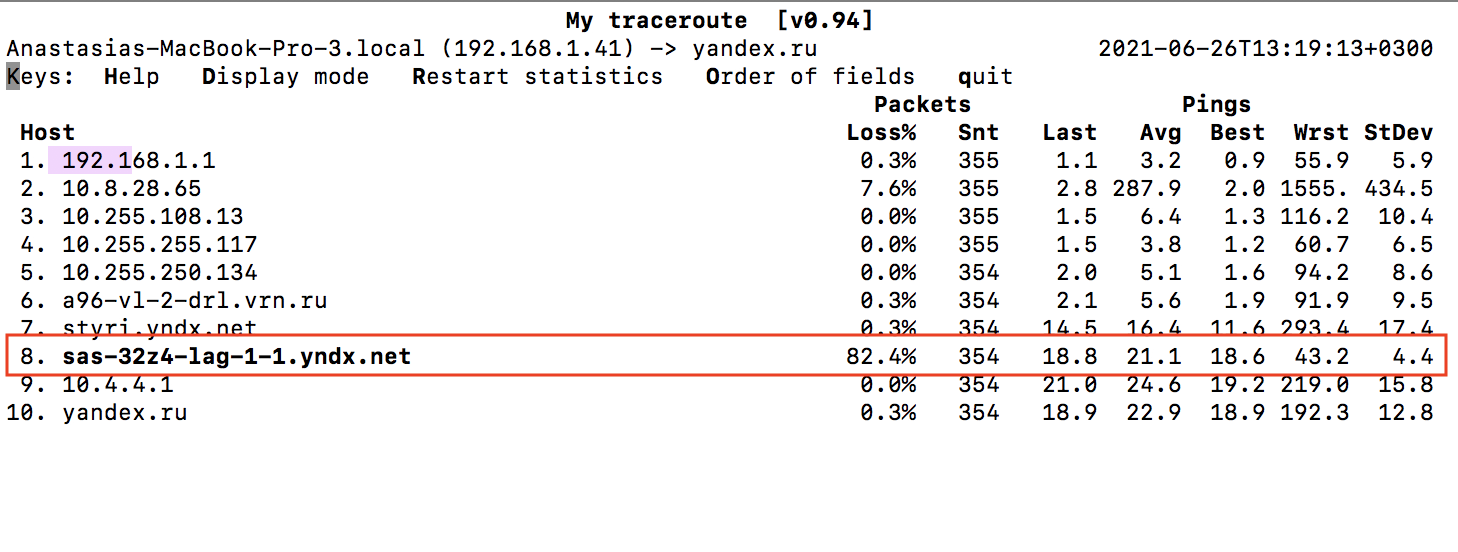 My traceroute [v0.94]
Anastasias-MacBook-Pro-3.local (192.168.1.41) -> yandex.ru 2021-06-26T13:19:13+0300
Keys: Help Display mode Restart statistics Order of fields quit
Packets Pings
Host Loss% Snt Last Avg Best Wrst StDev
1. 192.168.1.1 0.3% 355 1.1 3.2 0.9 55.9 5.9
2. 10.8.28.65 7.6% 355 2.8 287.9 2.0 1555. 434.5
3. 10.255.108.13 0.0% 355 1.5 6.4 1.3 116.2 10.4
4. 10.255.255.117 0.0% 355 1.5 3.8 1.2 60.7 6.5
5. 10.255.250.134 0.0% 354 2.0 5.1 1.6 94.2 8.6
6. a96-vl-2-drl.vrn.ru 0.3% 354 2.1 5.6 1.9 91.9 9.5
7. styri.yndx.net 0.3% 354 14.5 16.4 11.6 293.4 17.4
8. sas-32z4-lag-1-1.yndx.net 82.4% 354 18.8 21.1 18.6 43.2 4.4
9. 10.4.4.1 0.0% 354 21.0 24.6 19.2 219.0 15.8
10. yandex.ru 0.3% 354 18.9 22.9 18.9 192.3 12.8